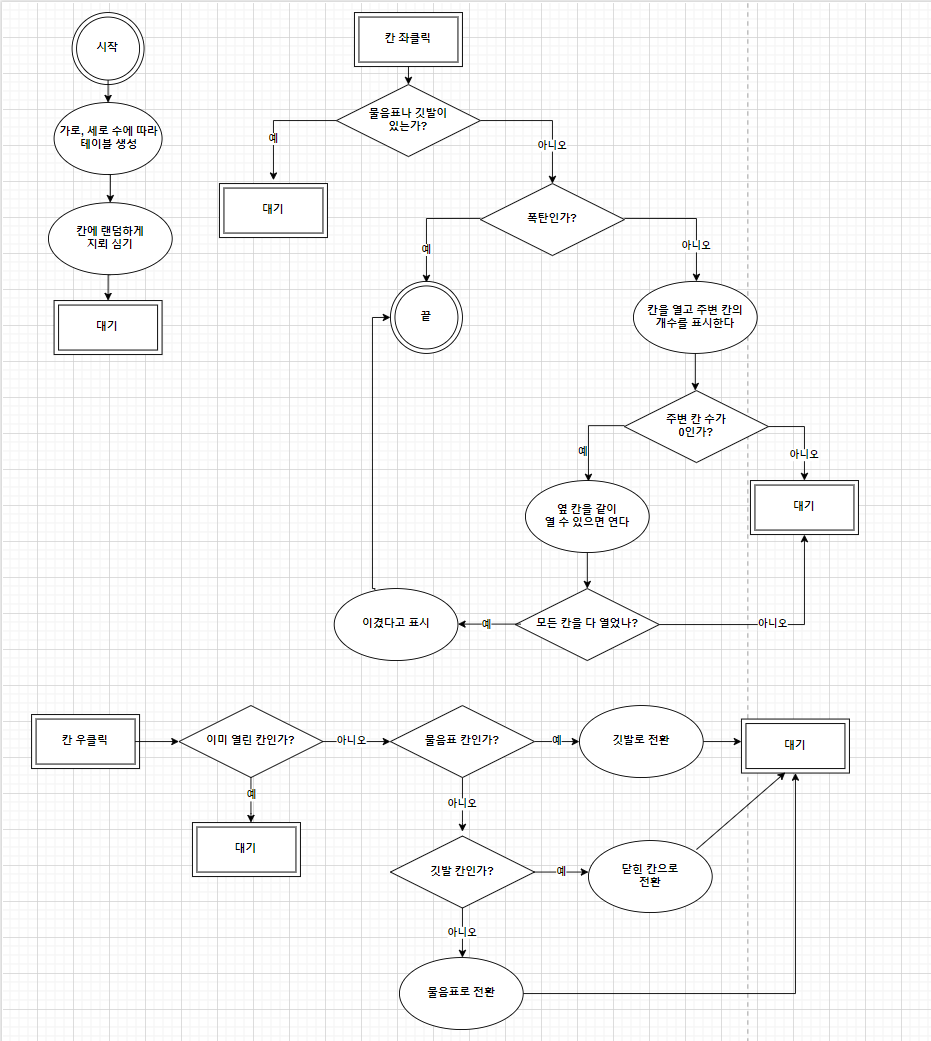 시작
가로, 세로 수에 따라
테이블 생성
칸에 랜덤하게
지뢰 심기
대기
칸 좌클릭
물음표나 깃발이
있는가?
예
아니오
대기
폭탄인가?
예
아니오
끝
칸을 열고 주변 칸의
개수를 표시한다
주변 칸 수가
0인가?
예
아니오
옆 칸을 같이
열 수 있으면 연다
대기
모든 칸을 다 열었나?
예
아니오
이겼다고 표시
칸 우클릭
이미 열린 칸인가?
아니오
예
대기
물음표 칸인가?
예
깃발로 전환
대기
아니오
깃발 칸인가?
예
닫힌 칸으로
전환
아니오
물음표로 전환